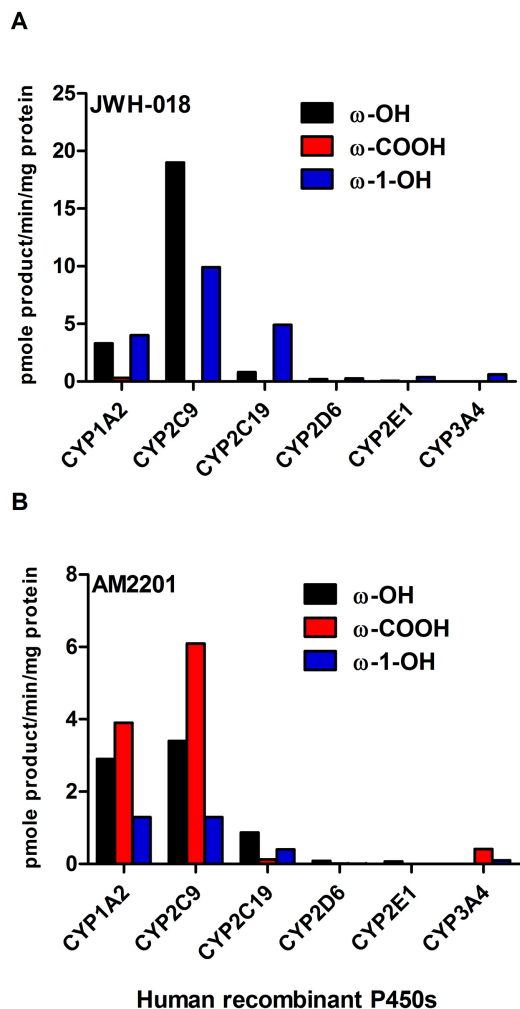 A
JWH-018
ω-OH
ω-COOH
ω-1-OH
pmole product/min/mg protein
25
20
15
10
5
0
CYP1A2
CYP2C9
CYP2C19
CYP2D6
CYP2E1
CYP3A4
B
AM2201
ω-OH
ω-COOH
ω-1-OH
pmole product/min/mg protein
8
6
4
2
0
CYP1A2
CYP2C9
CYP2C19
CYP2D6
CYP2E1
CYP3A4
Human recombinant P450s